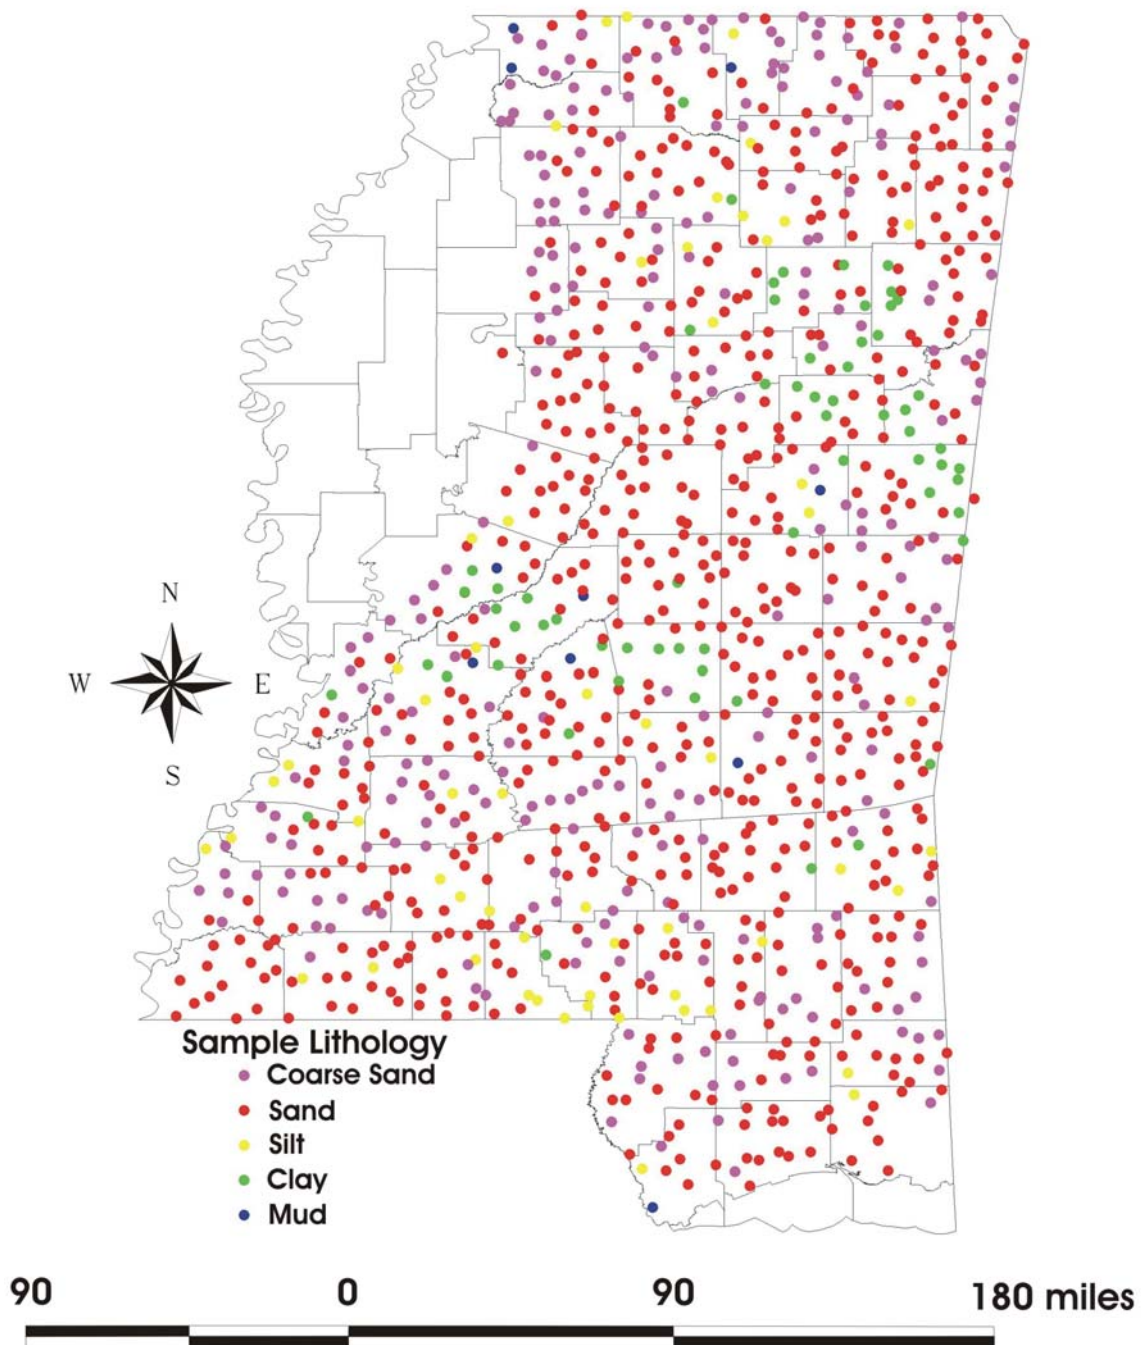 N
W E
S
Sample Lithology
Coarse Sand
Sand
Silt
Clay
Mud
90 0 90 180 miles